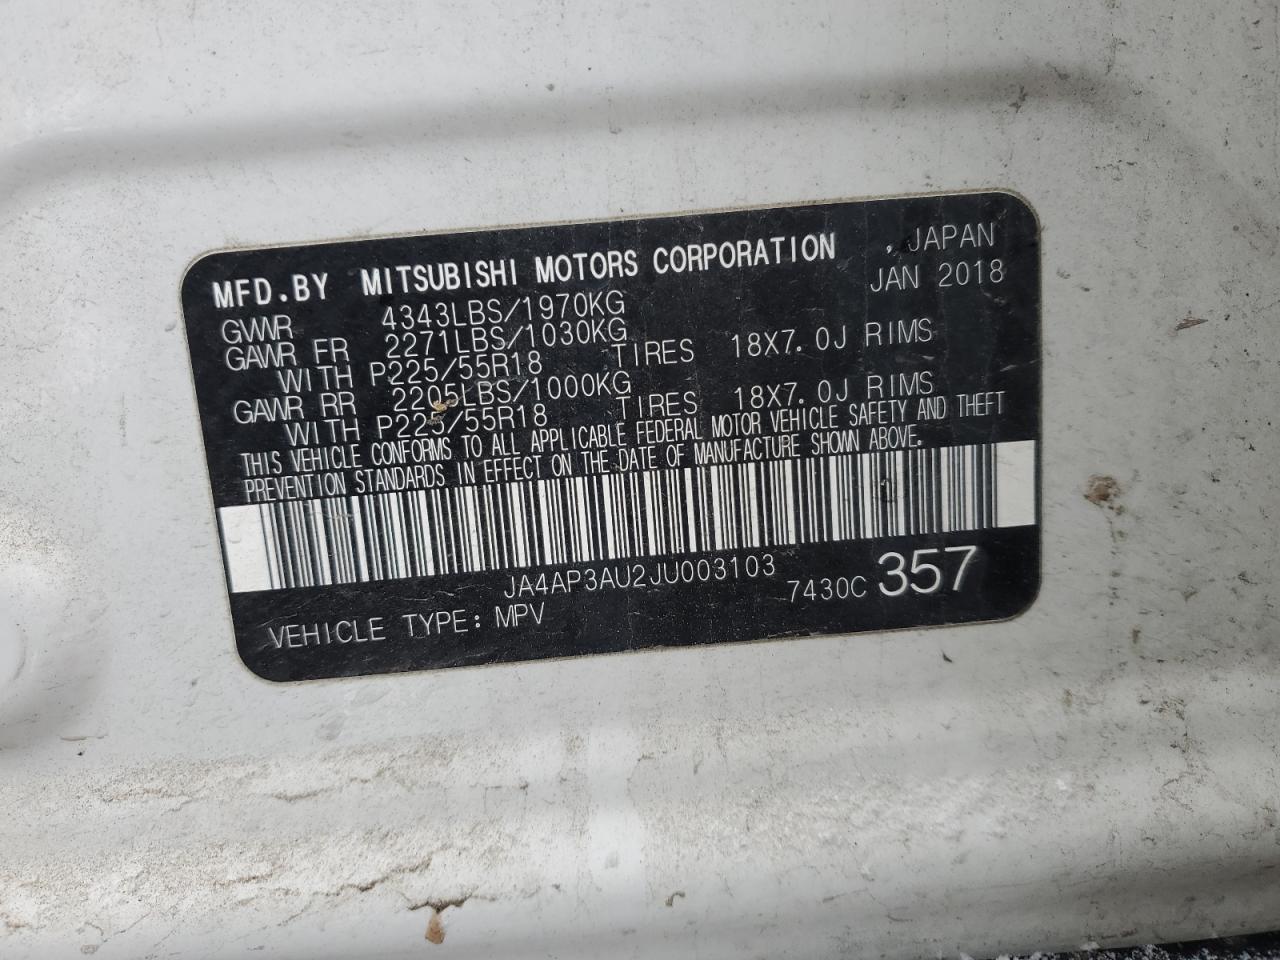 MFD.BY MITSUBISHI MOTORS CORPORATION , JAPAN
JAN 2018
GVWR 4343LBS/1970KG
GAWR FR 2271LBS/1030KG
WITH P225/55R18 TIRES 18X7.0J RIMS
GAWR RR 2205LBS/1000KG
WITH P225/55R18 TIRES 18X7.0J RIMS
THIS VEHICLE CONFORMS TO ALL APPLICABLE FEDERAL MOTOR VEHICLE SAFETY AND THEFT
PREVENTION STANDARDS IN EFFECT ON THE DATE OF MANUFACTURE SHOWN ABOVE.
JA4AP3AU2JU003103
VEHICLE TYPE: MPV 7430C 357